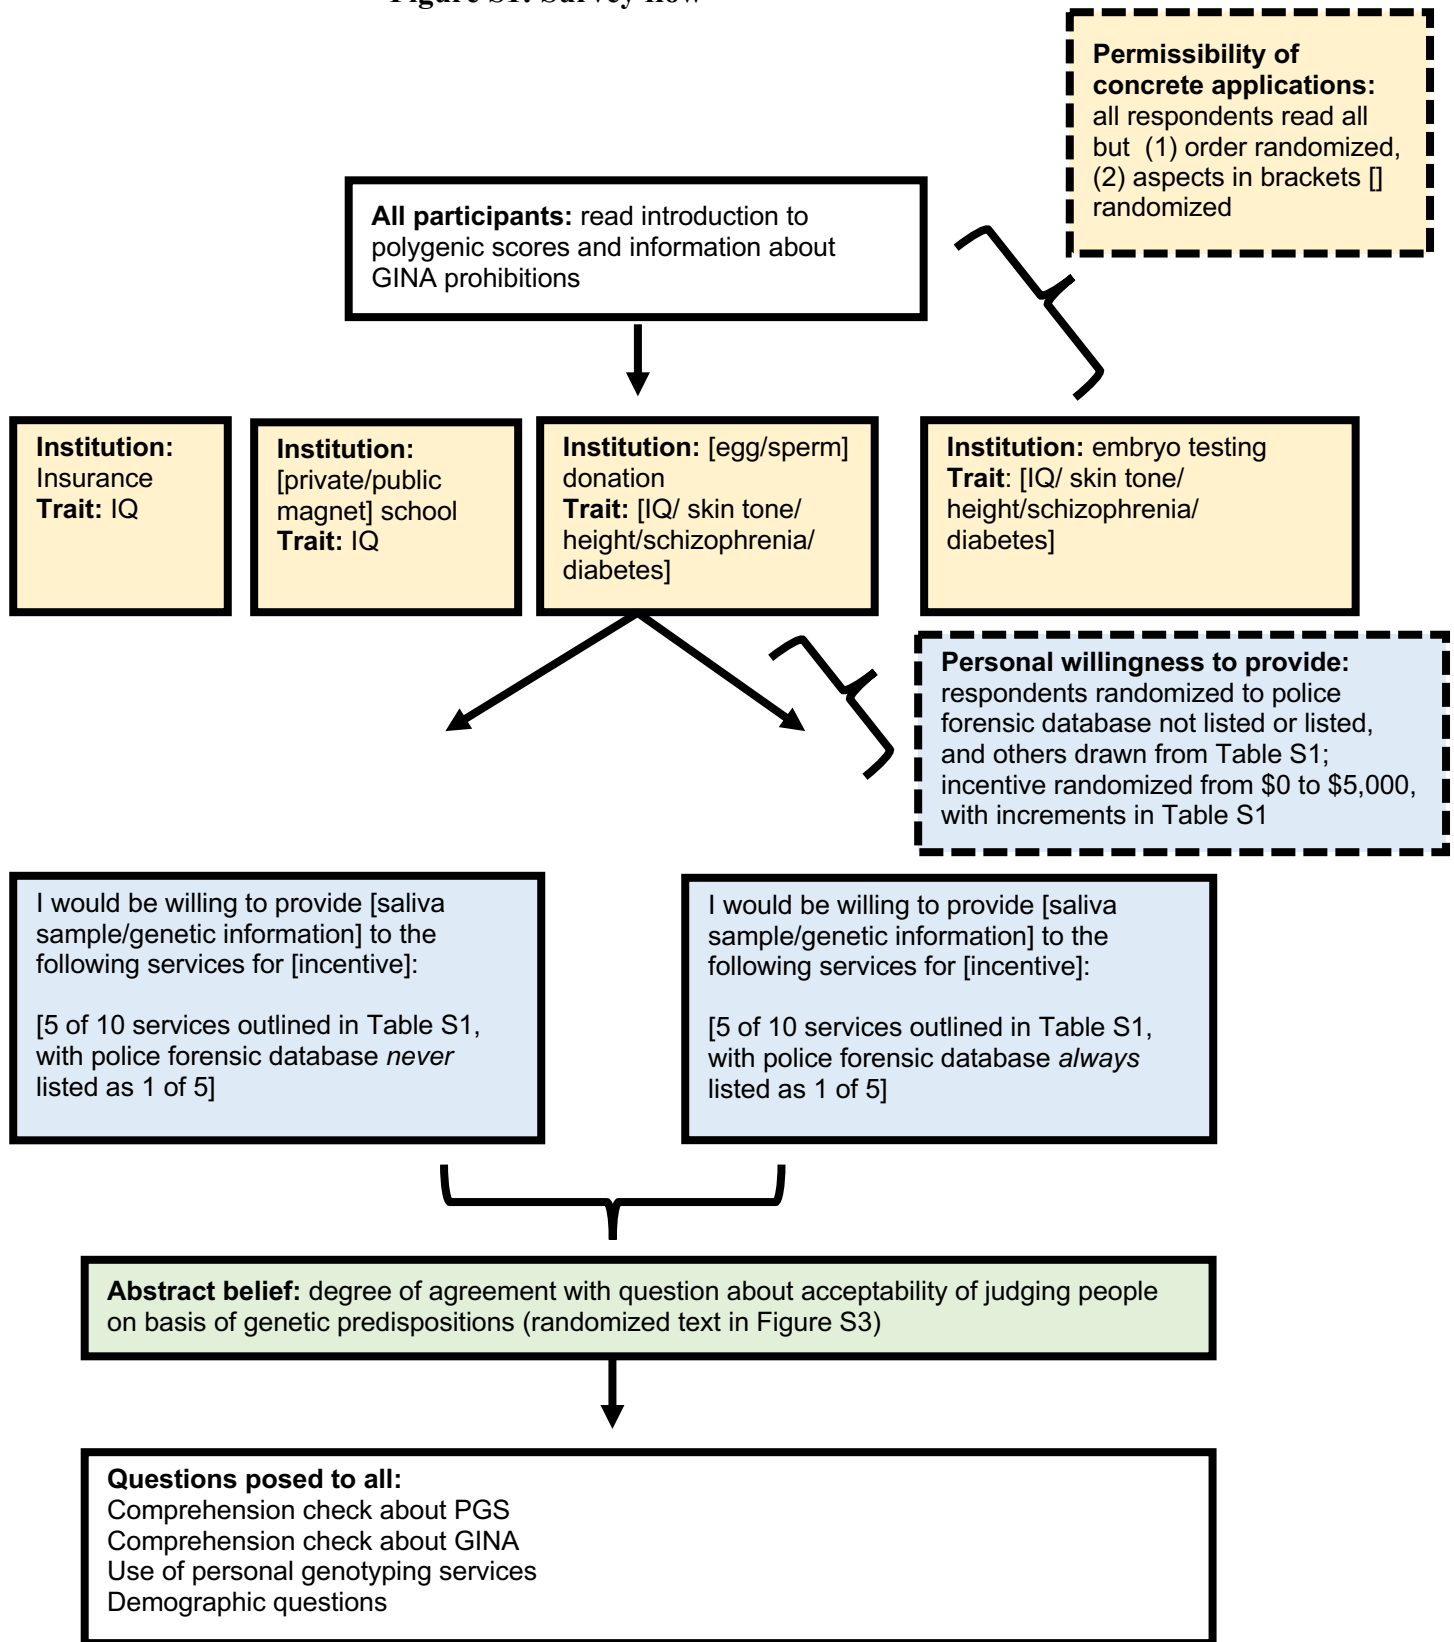 Figure S1: Survey flow
Permissibility of
concrete applications:
all respondents read all
but (1) order randomized,
(2) aspects in brackets []
randomized
All participants: read introduction to
polygenic scores and information about
GINA prohibitions
Institution:
Insurance
Trait: IQ
Institution:
[private/public
magnet] school
Trait: IQ
Institution: [egg/sperm]
donation
Trait: [IQ/ skin tone/
height/schizophrenia/
diabetes]
Institution: embryo testing
Trait: [IQ/ skin tone/
height/schizophrenia/
diabetes]
Personal willingness to provide:
respondents randomized to police
forensic database not listed or listed,
and others drawn from Table S1;
incentive randomized from $0 to $5,000,
with increments in Table S1
I would be willing to provide [saliva
sample/genetic information] to the
following services for [incentive]:
[5 of 10 services outlined in Table S1,
with police forensic database never
listed as 1 of 5]
I would be willing to provide [saliva
sample/genetic information] to the
following services for [incentive]:
[5 of 10 services outlined in Table S1,
with police forensic database always
listed as 1 of 5]
Abstract belief: degree of agreement with question about acceptability of judging people
on basis of genetic predispositions (randomized text in Figure S3)
Questions posed to all:
Comprehension check about PGS
Comprehension check about GINA
Use of personal genotyping services
Demographic questions